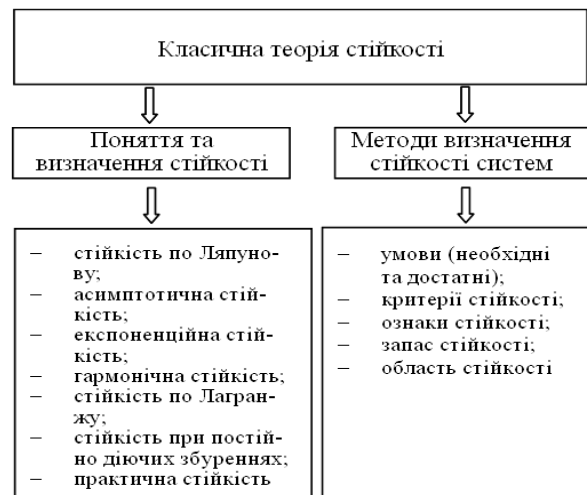 Класична теорія стійкості
Поняття та
визначення стійкості
Методи визначення
стійкості систем
– стійкість по Ляпуно-
ву;
– асимптотична стій-
кість;
– експоненційна стій-
кість;
– гармонічна стійкість;
– стійкість по Лагран-
жу;
– стійкість при постій-
но діючих збуреннях;
– практична стійкість
– умови (необхідні
та достатні);
– критерії стійкості;
– ознаки стійкості;
– запас стійкості;
– область стійкості